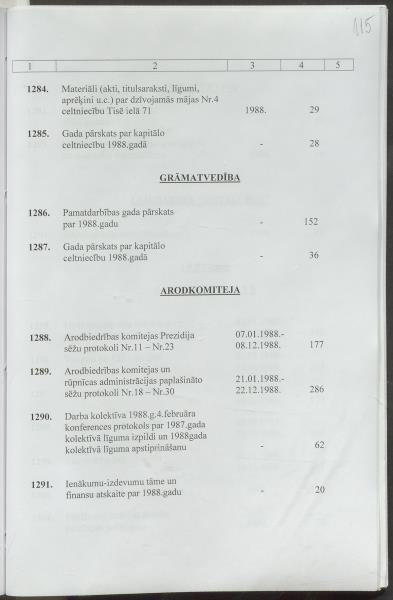 115
1 2 3 4 5
1284. Materiāli (akti, titulsaraksti, līgumi,
aprēķini u.c.) par dzīvojamās mājas Nr.4
celtniecību Tisē ielā 71 1988. 29
1285. Gada pārskats par kapitālo
celtniecību 1988.gadā - 28
GRĀMATVEDĪBA
1286. Pamatdarbības gada pārskats
par 1988.gadu - 152
1287. Gada pārskats par kapitālo
celtniecību 1988.gadā - 36
ARODKOMITEJA
1288. Arodbiedrības komitejas Prezidija 07.01.1988.-
sēžu protokoli Nr.11 – Nr.23 08.12.1988. 177
1289. Arodbiedrības komitejas un
rūpnīcas administrācijas paplašināto 21.01.1988.-
sēžu protokoli Nr.18 – Nr.30 22.12.1988. 286
1290. Darba kolektīva 1988.g.4.februāra
konferences protokols par 1987.gada
kolektīvā līguma izpildi un 1988gada
kolektīvā līguma apstiprināšanu - 62
1291. Ienākumu-izdevumu tāme un
finansu atskaite par 1988.gadu - 20